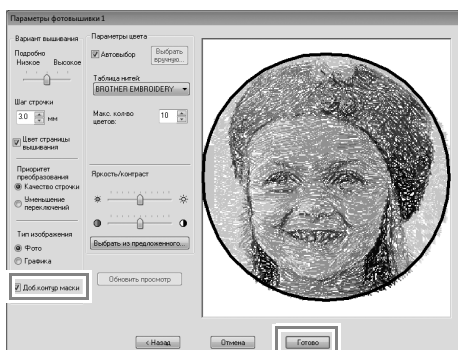 Параметры фотовышивки 1
Вариант вышивания
Подробно
Низкое Высокое
Шаг строчки
3.0 мм
Цвет страницы
вышивания
Приоритет
преобразования
Качество строчки
Уменьшение
переключений
Тип изображения
Фото
Графика
Доб.контур маски
Параметры цвета
Автовыбор
Выбрать
вручную...
Таблица нитей:
BROTHER EMBROIDERY
Макс. кол-во
цветов:
10
Яркость/контраст
Выбрать из предложенного...
Обновить просмотр
< Назад
Отмена
Готово